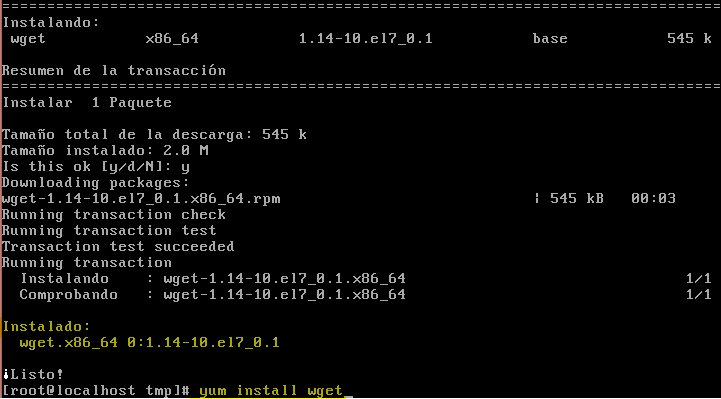 ================================================================================
Instalando:
 wget x86_64 1.14-10.el7_0.1 base 545 k

Resumen de la transacción
================================================================================
Instalar  1 Paquete

Tamaño total de la descarga: 545 k
Tamaño instalado: 2.0 M
Is this ok [y/d/N]: y
Downloading packages:
wget-1.14-10.el7_0.1.x86_64.rpm | 545 kB 00:03
Running transaction check
Running transaction test
Transaction test succeeded
Running transaction
  Instalando : wget-1.14-10.el7_0.1.x86_64 1/1
  Comprobando : wget-1.14-10.el7_0.1.x86_64 1/1

Instalado:
  wget.x86_64 0:1.14-10.el7_0.1

¡Listo!
[root@localhost tmp]# yum install wget_